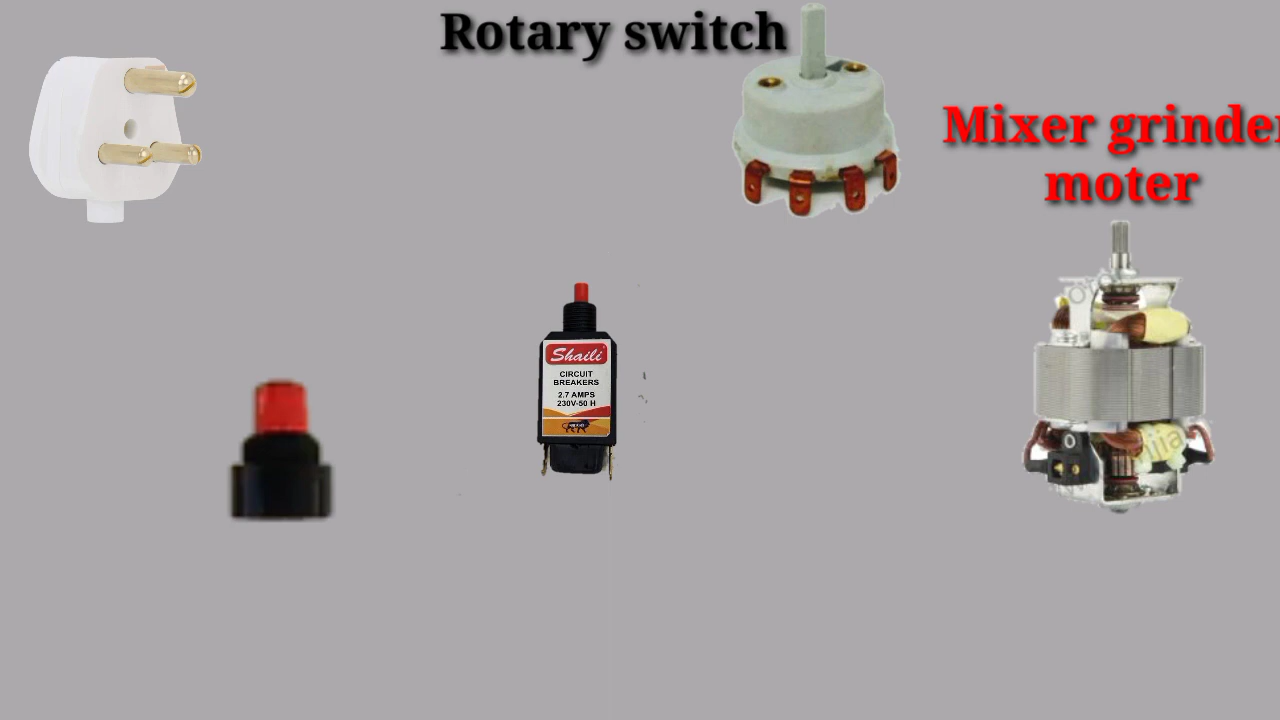 Rotary switch
Mixer grinder
moter
Shaili
CIRCUIT
BREAKERS
2.7 AMPS
230V-50 H